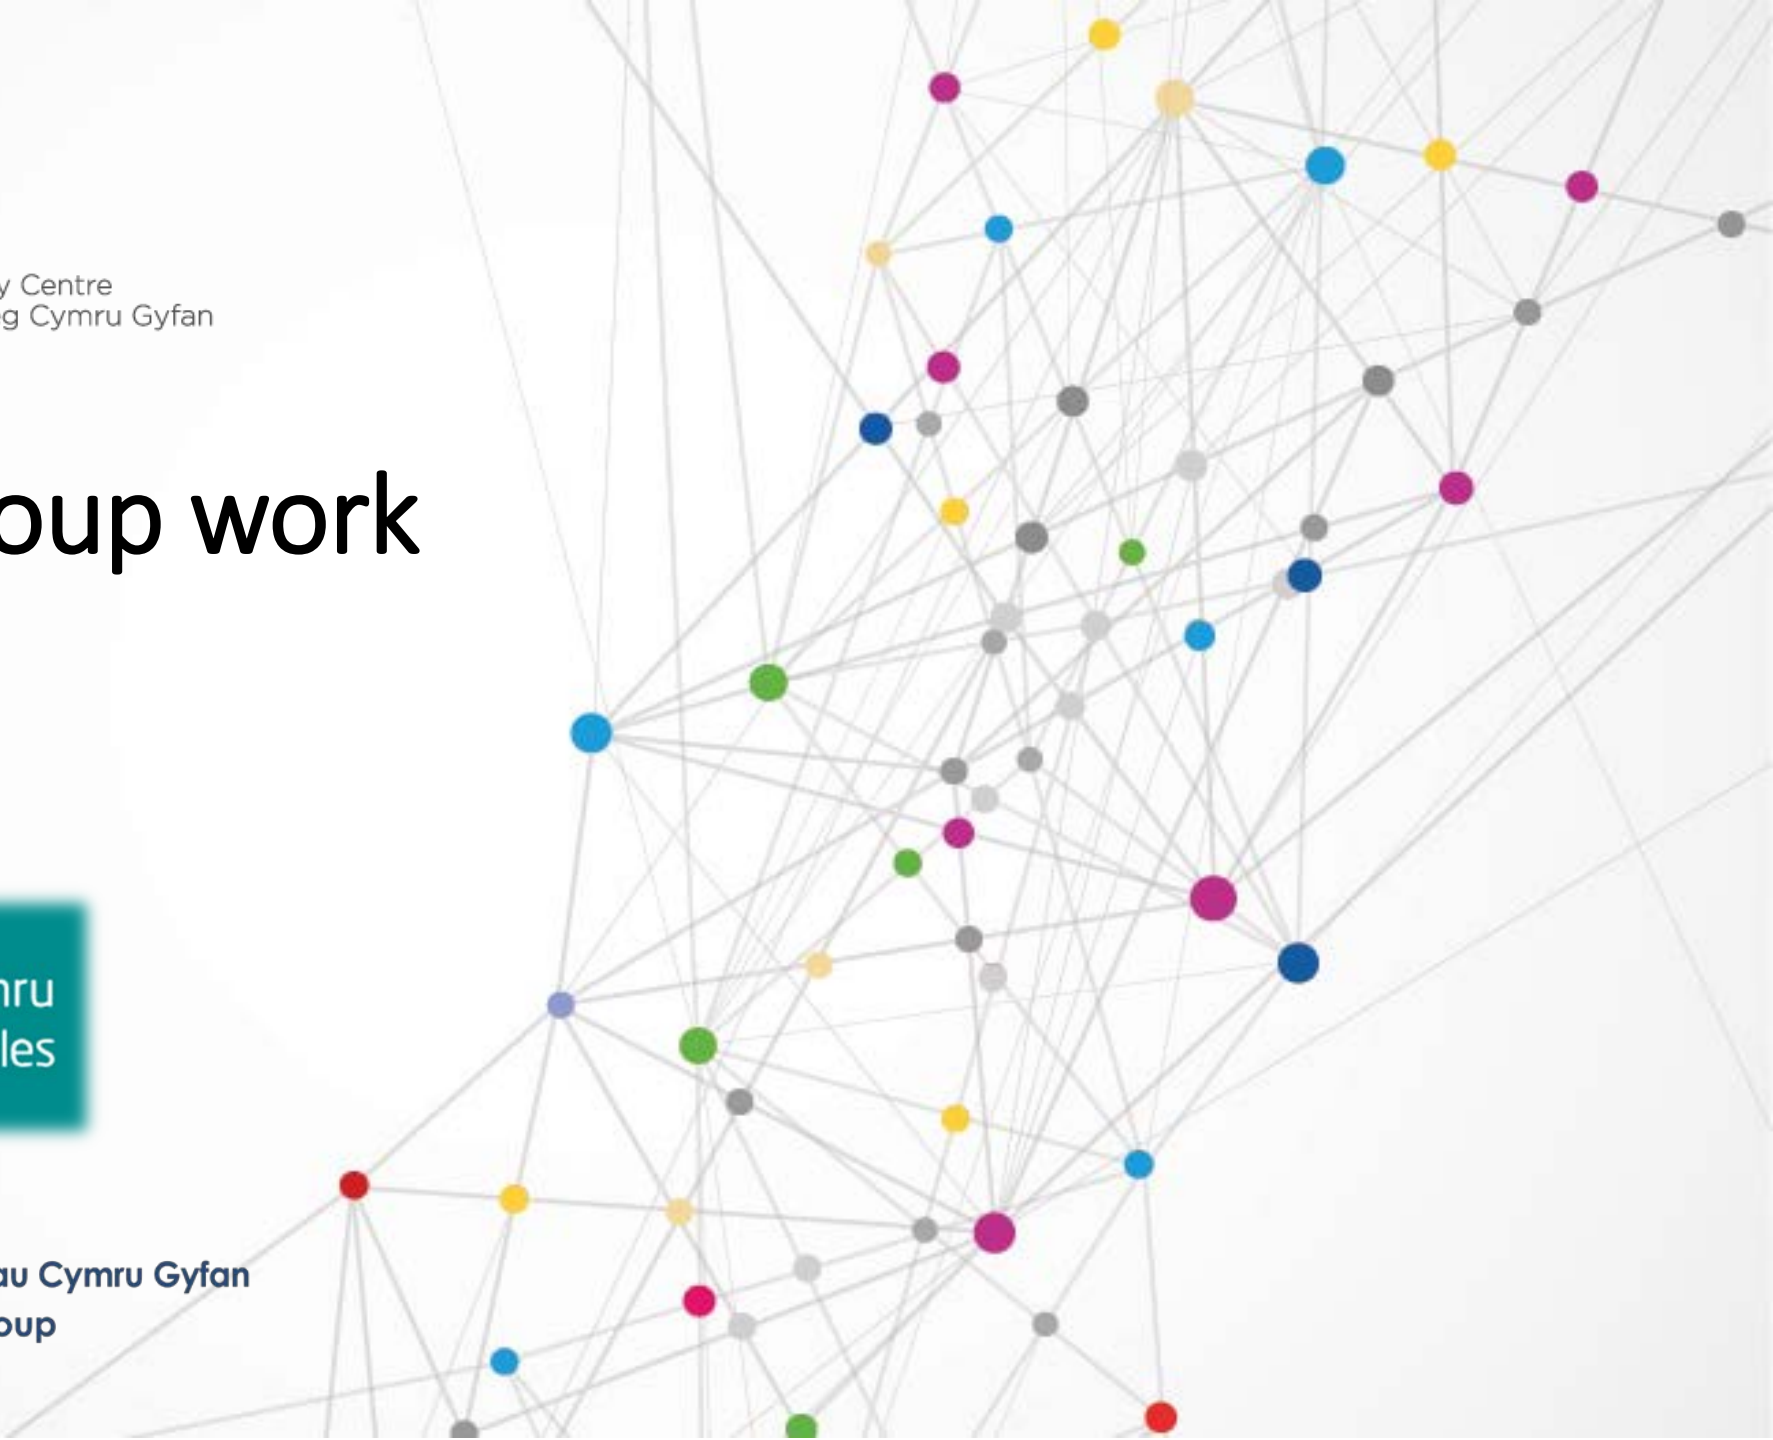 y Centre
g Cymru Gyfan
oup work
nru
les
au Cymru Gyfan
oup